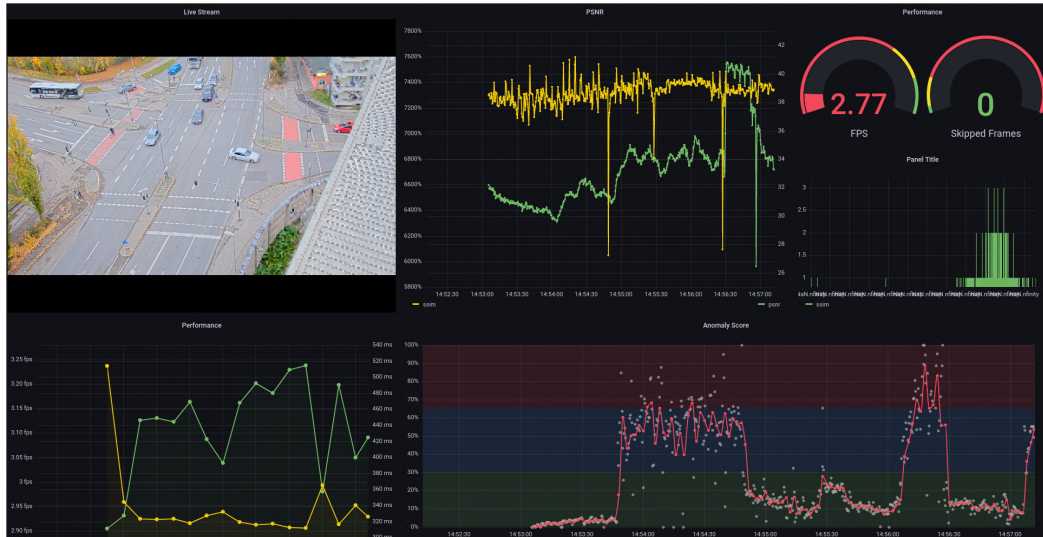 Live Stream
PSNR
7800%
7600%
7400%
7200%
7000%
6800%
6600%
6400%
6200%
6000%
5800%
42
40
38
36
34
32
30
28
26
14:52:30 14:53:00 14:53:30 14:54:00 14:54:30 14:55:00 14:55:30 14:56:00 14:56:30 14:57:00
ssim
psnr
Performance
2.77
FPS
0
Skipped Frames
Panel Title
3
2.5
2
1.5
1
ssim
Performance
3.25 fps
3.20 fps
3.15 fps
3.10 fps
3.05 fps
3 fps
2.95 fps
2.90 fps
540 ms
520 ms
500 ms
480 ms
460 ms
440 ms
420 ms
400 ms
380 ms
360 ms
340 ms
320 ms
300 ms
Anomaly Score
100%
90%
80%
70%
60%
50%
40%
30%
20%
10%
0%
14:52:30 14:53:00 14:53:30 14:54:00 14:54:30 14:55:00 14:55:30 14:56:00 14:56:30 14:57:00